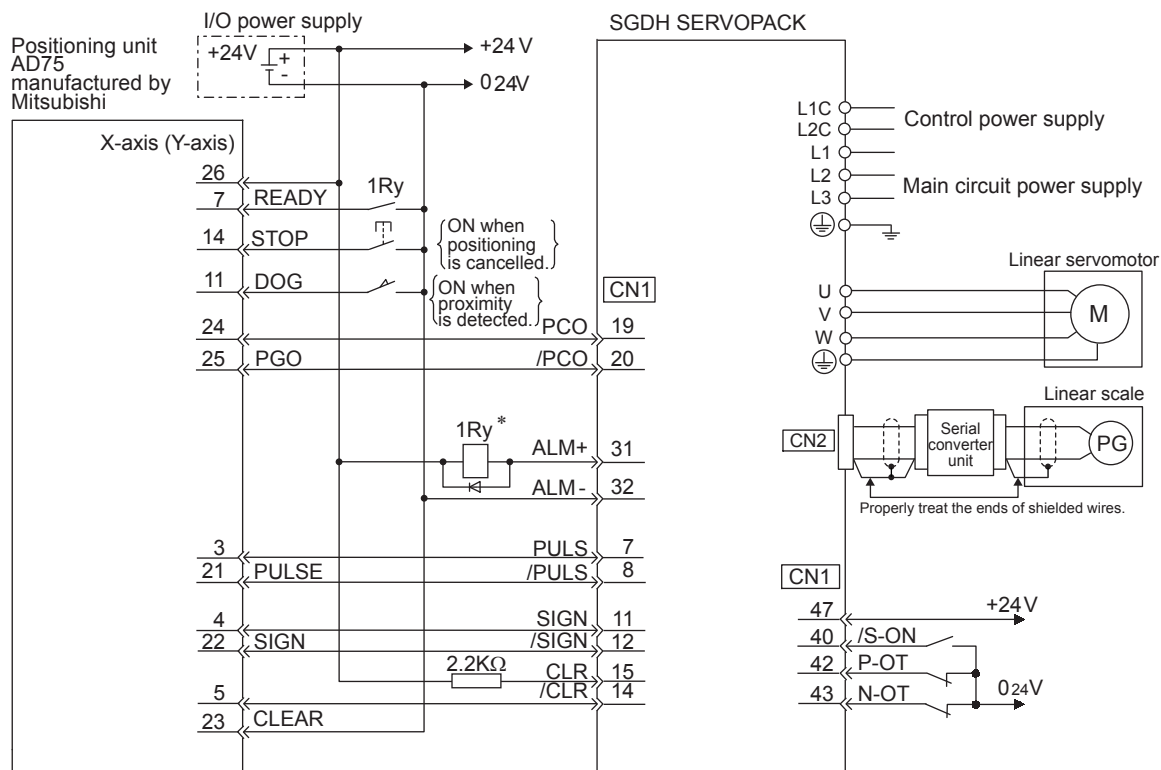 I/O power supply
SGDH SERVOPACK
Positioning unit
AD75
manufactured by
Mitsubishi
+24V
+
-
+24 V
024V
X-axis (Y-axis)
26
7 READY
1Ry
14 STOP
ON when
positioning
is cancelled.
11 DOG
ON when
proximity
is detected.
CN1
24
PCO 19
25 PGO
/PCO 20
1Ry *
ALM+ 31
ALM- 32
3
PULS 7
21 PULSE
/PULS 8
4
SIGN 11
22 SIGN
/SIGN 12
2.2KΩ
CLR 15
5
/CLR 14
23 CLEAR
L1C
L2C
Control power supply
L1
L2
L3
Main circuit power supply
Linear servomotor
U
V
W
M
Linear scale
CN2
Serial
converter
unit
PG
Properly treat the ends of shielded wires.
CN1
47
+24V
40 /S-ON
42 P-OT
43 N-OT
024V